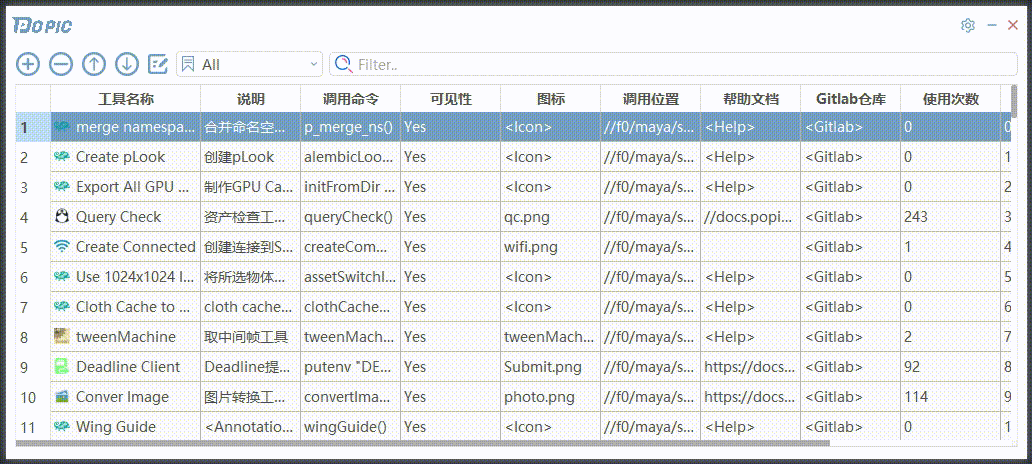 POPIC
All Filter..
工具名称 说明 调用命令 可见性 图标 调用位置 帮助文档 Gitlab仓库 使用次数
1 merge namespa... 合并命名空... p_merge_ns() Yes <Icon> //f0/maya/s... <Help> <Gitlab> 0 0
2 Create pLook 创建pLook alembicLoo... Yes <Icon> //f0/maya/s... <Help> <Gitlab> 0 1
3 Export All GPU ... 制作GPU Ca... initFromDir ... Yes <Icon> //f0/maya/s... <Help> <Gitlab> 0 2
4 Query Check 资产检查工... queryCheck() Yes qc.png //f0/maya/s... //docs.popi... <Gitlab> 243 3
5 Create Connected 创建连接到S... createCom... Yes wifi.png //f0/maya/s... <Gitlab> 1 4
6 Use 1024x1024 I... 将所选物体... assetSwitchI... Yes <Icon> //f0/maya/s... <Help> <Gitlab> 0 5
7 Cloth Cache to ... cloth cache... clothCache... Yes <Icon> //f0/maya/s... <Help> <Gitlab> 0 6
8 tweenMachine 取中间帧工具 tweenMach... Yes tweenMach... //f0/maya/s... <Help> <Gitlab> 2 7
9 Deadline Client Deadline提... putenv "DE... Yes Submit.png //f0/maya/s... https://docs... <Gitlab> 92 8
10 Conver Image 图片转换工... convertIma... Yes photo.png //f0/maya/s... https://docs... <Gitlab> 114 9
11 Wing Guide <Annotatio... wingGuide() Yes <Icon> //f0/maya/s... <Help> <Gitlab> 0 1